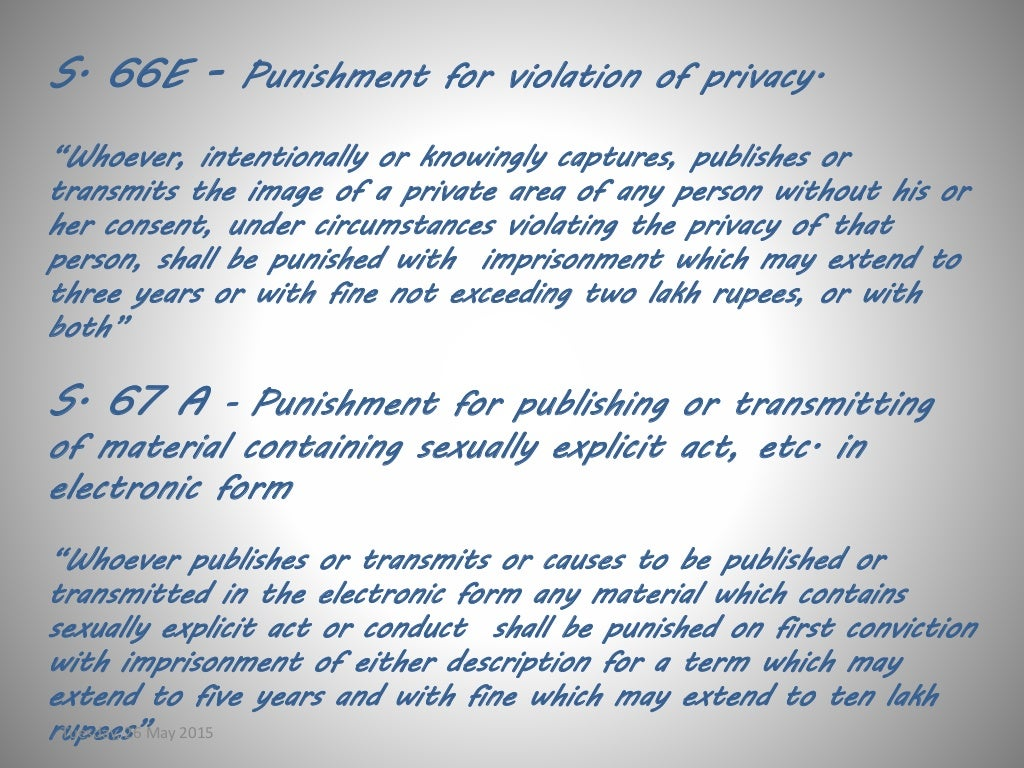 S. 66E - Punishment for violation of privacy.
“Whoever, intentionally or knowingly captures, publishes or
transmits the image of a private area of any person without his or
her consent, under circumstances violating the privacy of that
person, shall be punished with imprisonment which may extend to
three years or with fine not exceeding two lakh rupees, or with
both”
S. 67 A - Punishment for publishing or transmitting
of material containing sexually explicit act, etc. in
electronic form
“Whoever publishes or transmits or causes to be published or
transmitted in the electronic form any material which contains
sexually explicit act or conduct shall be punished on first conviction
with imprisonment of either description for a term which may
extend to five years and with fine which may extend to ten lakh
rupees”
May 2015